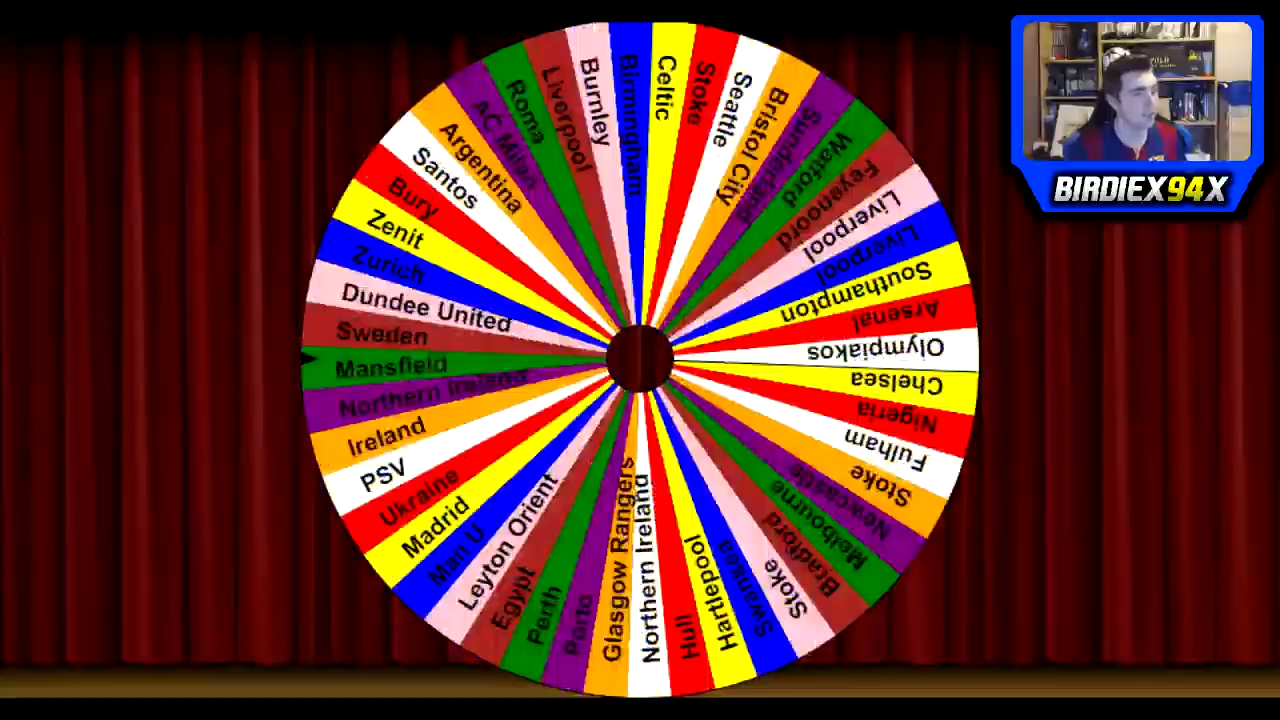 Birmingham
Celtic
Stoke
Seattle
Bristol City
Sunderland
Watford
Feyenoord
Liverpool
Liverpool
Southampton
Arsenal
Olympiakos
Chelsea
Nigeria
Fulham
Stoke
Newcastle
Melbourne
Bradford
Stoke
Swansea
Hartlepool
Hull
Northern Ireland
Glasgow Rangers
Porto
Perth
Egypt
Leyton Orient
Man U
Madrid
Ukraine
PSV
Ireland
Northern Ireland
Mansfield
Sweden
Dundee United
Zurich
Zenit
Bury
Santos
Argentina
AC Milan
Roma
Liverpool
Burnley
BIRDIEX94X